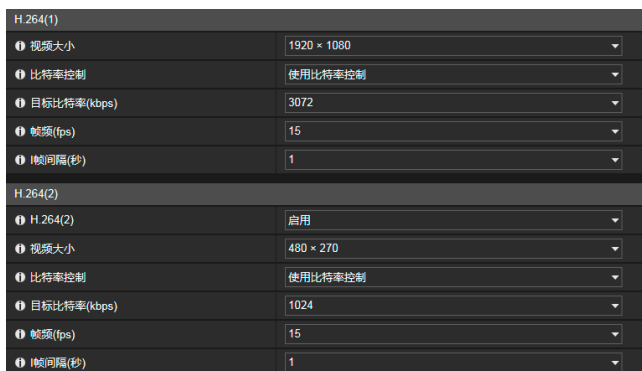 H.264(1)
视频大小 1920 × 1080
比特率控制 使用比特率控制
目标比特率(kbps) 3072
帧频(fps) 15
I帧间隔(秒) 1
H.264(2)
H.264(2) 启用
视频大小 480 × 270
比特率控制 使用比特率控制
目标比特率(kbps) 1024
帧频(fps) 15
I帧间隔(秒) 1